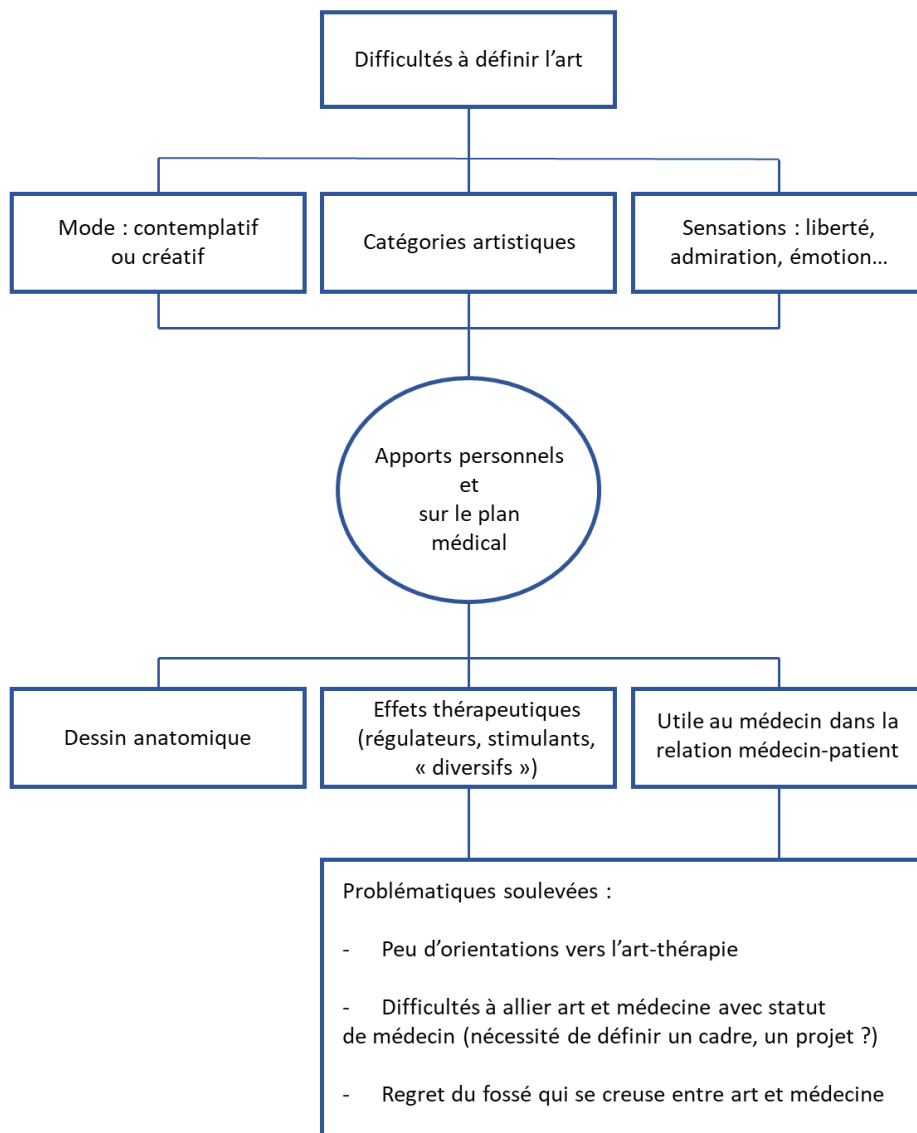 Difficultés à définir l’art
Mode : contemplatif
ou créatif
Catégories artistiques
Sensations : liberté,
admiration, émotion…
Apports personnels
et
sur le plan
médical
Dessin anatomique
Effets thérapeutiques
(régulateurs, stimulants,
« diversifs »)
Utile au médecin dans la
relation médecin-patient
Problématiques soulevées :
- Peu d’orientations vers l’art-thérapie
- Difficultés à allier art et médecine avec statut
de médecin (nécessité de définir un cadre, un projet ?)
- Regret du fossé qui se creuse entre art et médecine